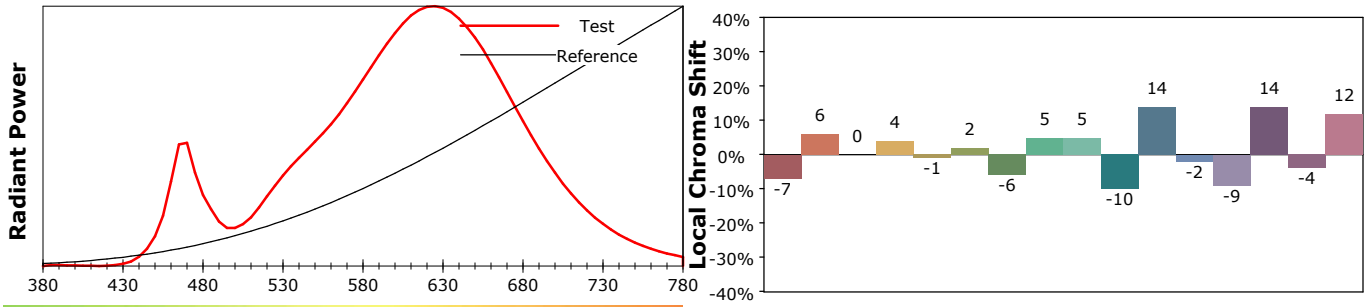 Radiant Power
Test
Reference
380 430 480 530 580 630 680 730 780
Local Chroma Shift
40%
30%
20%
10%
0%
-10%
-20%
-30%
-40%
-7 6 0 4 -1 2 -6 5 5 -10 14 -2 -9 14 -4 12